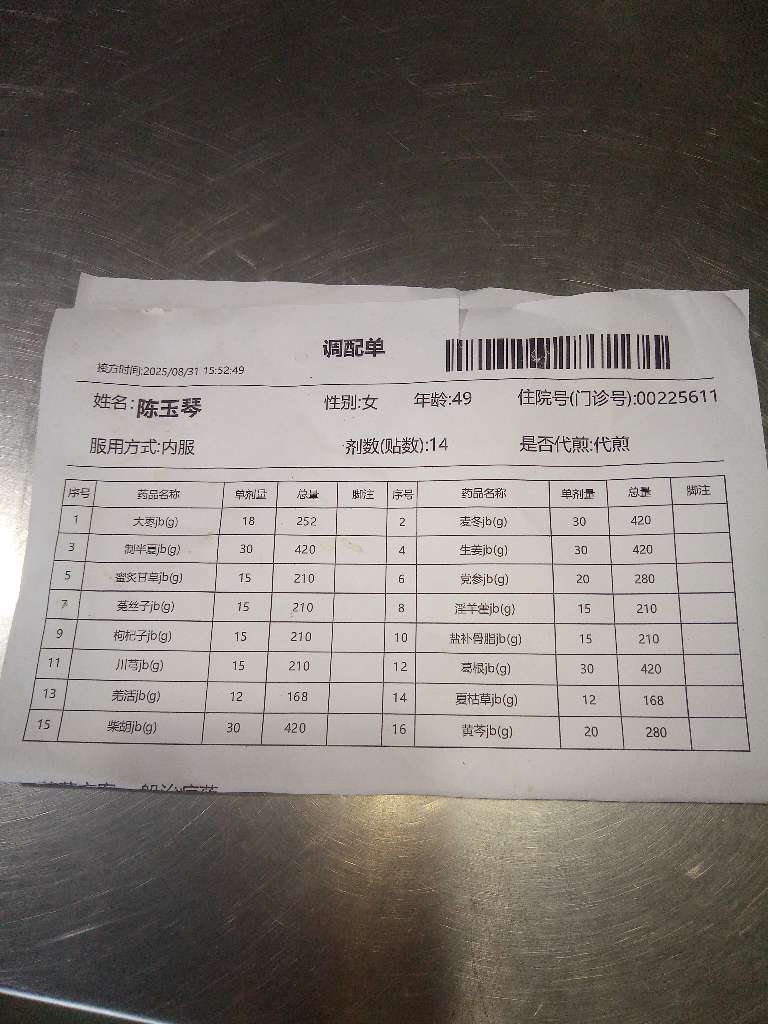 调配单
接方时间:2025/08/31 15:52:49
姓名:陈玉琴 性别:女 年龄:49 住院号(门诊号):00225611
服用方式:内服 剂数(贴数):14 是否代煎:代煎
序号 药品名称 单剂量 总量 脚注 序号 药品名称 单剂量 总量 脚注
1 大枣jb(g) 18 252 2 麦冬jb(g) 30 420
3 制半夏jb(g) 30 420 4 生姜jb(g) 30 420
5 蜜炙甘草jb(g) 15 210 6 党参jb(g) 20 280
7 菟丝子jb(g) 15 210 8 淫羊藿jb(g) 15 210
9 枸杞子jb(g) 15 210 10 盐补骨脂jb(g) 15 210
11 川芎jb(g) 15 210 12 葛根jb(g) 30 420
13 羌活jb(g) 12 168 14 夏枯草jb(g) 12 168
15 柴胡jb(g) 30 420 16 黄芩jb(g) 20 280